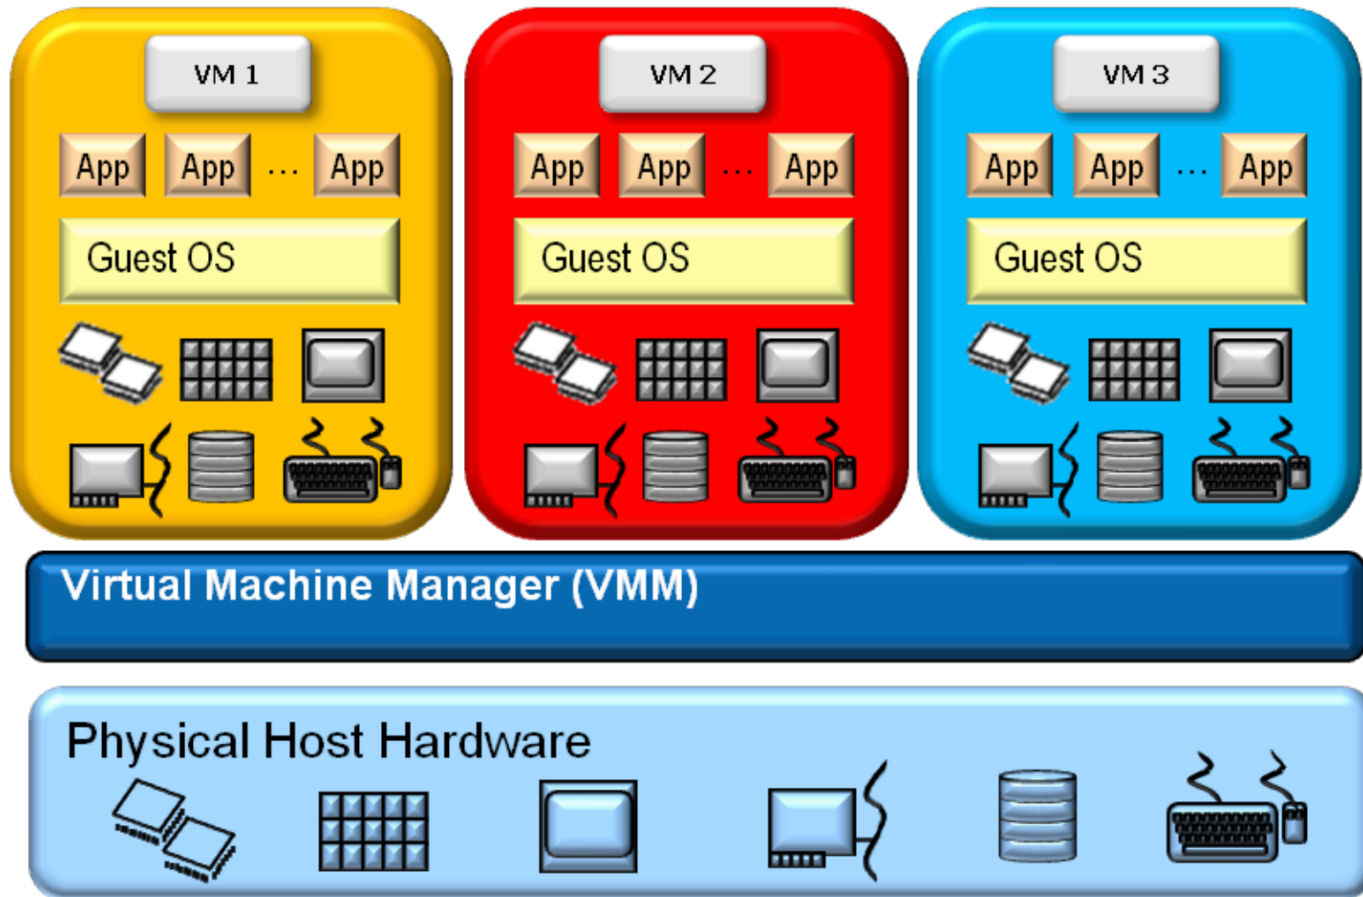 VM 1
VM 2
VM 3
App App ... App
App App ... App
App App ... App
Guest OS
Guest OS
Guest OS
Virtual Machine Manager (VMM)
Physical Host Hardware